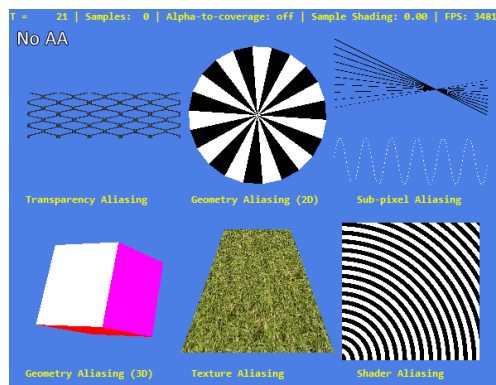 T =    21 | Samples:  0 | Alpha-to-coverage: off | Sample Shading: 0.00 | FPS: 3481
No AA
Transparency Aliasing
Geometry Aliasing (2D)
Sub-pixel Aliasing
Geometry Aliasing (3D)
Texture Aliasing
Shader Aliasing